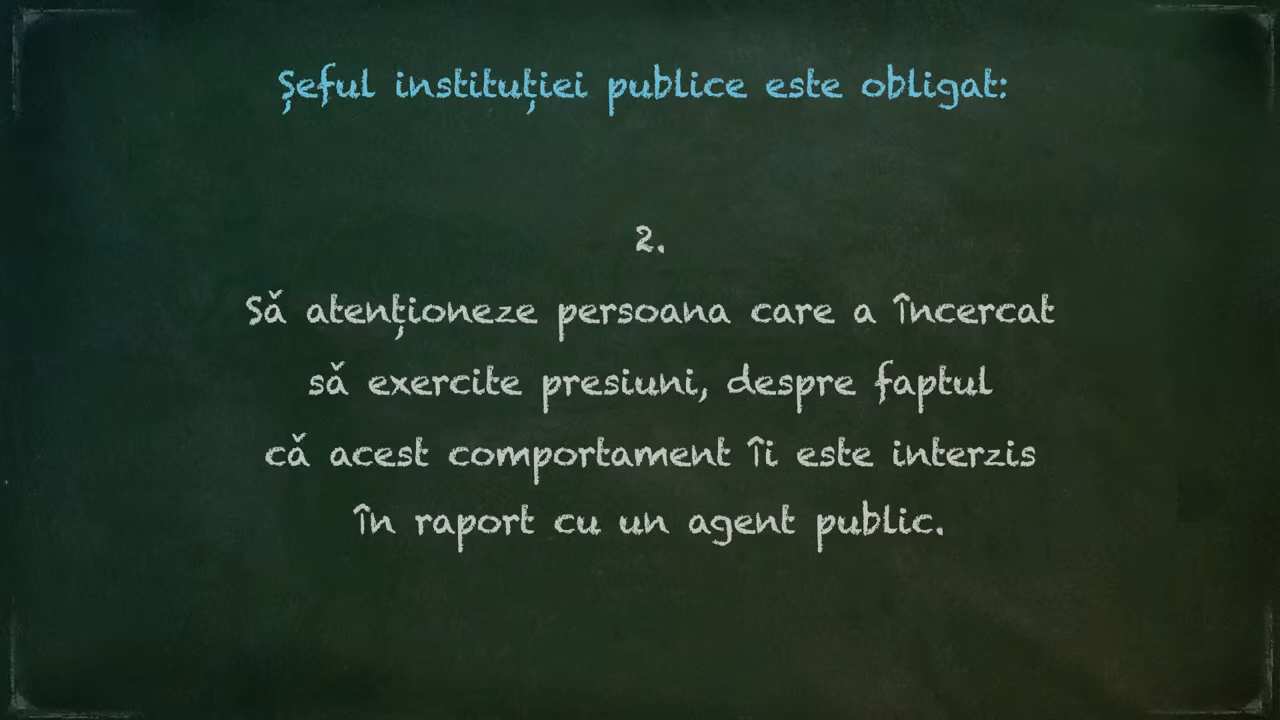 Șeful instituției publice este obligat:
2.
Să atenționeze persoana care a încercat
să exercite presiuni, despre faptul
că acest comportament îi este interzis
în raport cu un agent public.